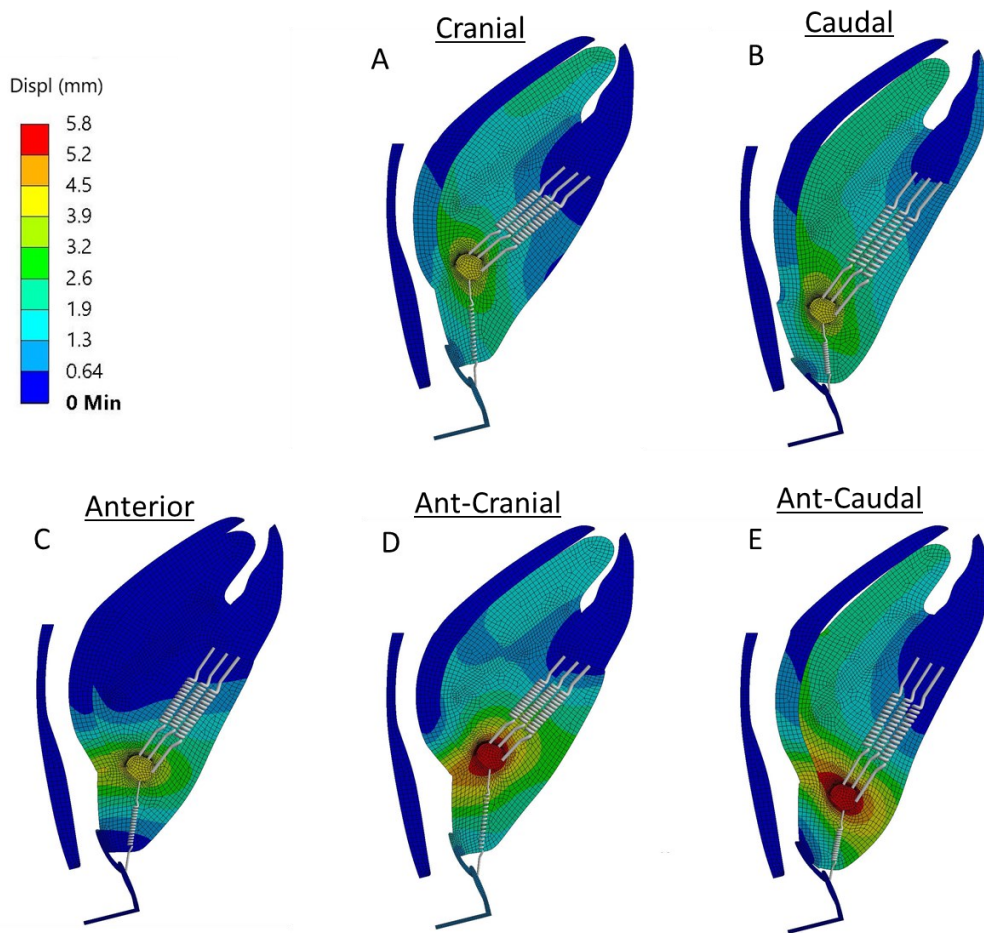 Cranial
Caudal
A
B
Displ (mm)
5.8
5.2
4.5
3.9
3.2
2.6
1.9
1.3
0.64
0 Min
Anterior
Ant-Cranial
Ant-Caudal
C
D
E